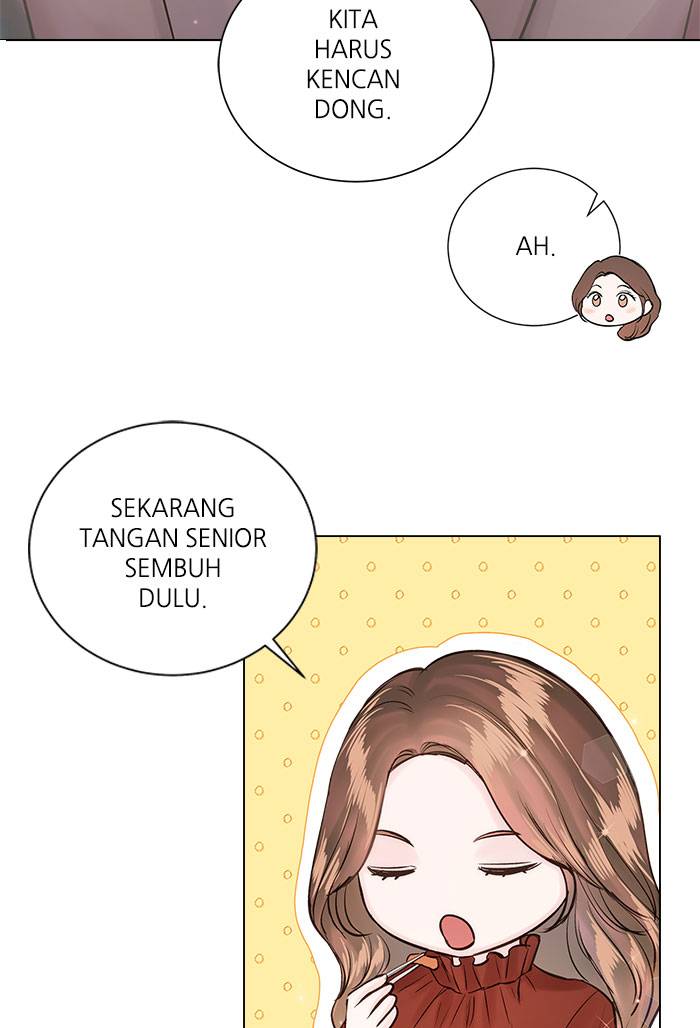 KITA
HARUS
KENCAN
DONG.
AH.
SEKARANG
TANGAN SENIOR
SEMBUH
DULU.